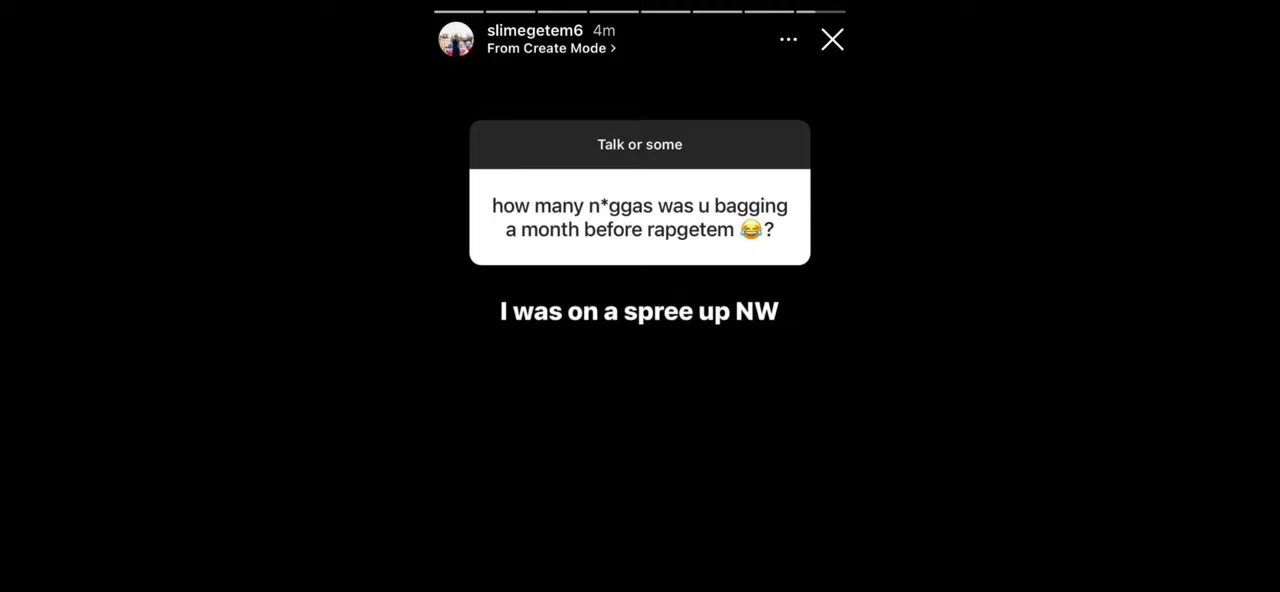 slimegetem6 4m
From Create Mode >
Talk or some
how many n*ggas was u bagging
a month before rapgetem 😂?
I was on a spree up NW